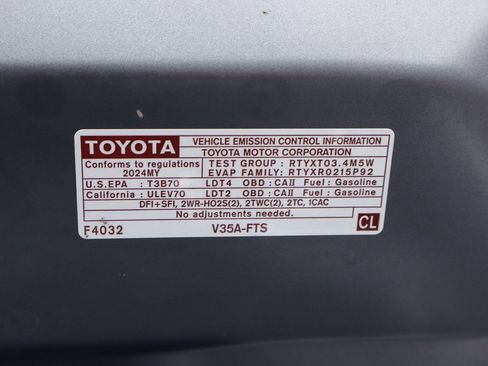 TOYOTA VEHICLE EMISSION CONTROL INFORMATION
TOYOTA MOTOR CORPORATION
Conforms to regulations TEST GROUP : RTYXT03.4M5W
2024MY EVAP FAMILY: RTYXR0215P92
U.S.EPA : T3B70 LDT4 OBD : CAII Fuel : Gasoline
California : ULEV70 LDT2 OBD : CAII Fuel : Gasoline
DFI+SFI, 2WR-HO2S(2), 2TWC(2), 2TC, 1CAC
No adjustments needed.
F4032 V35A-FTS CL